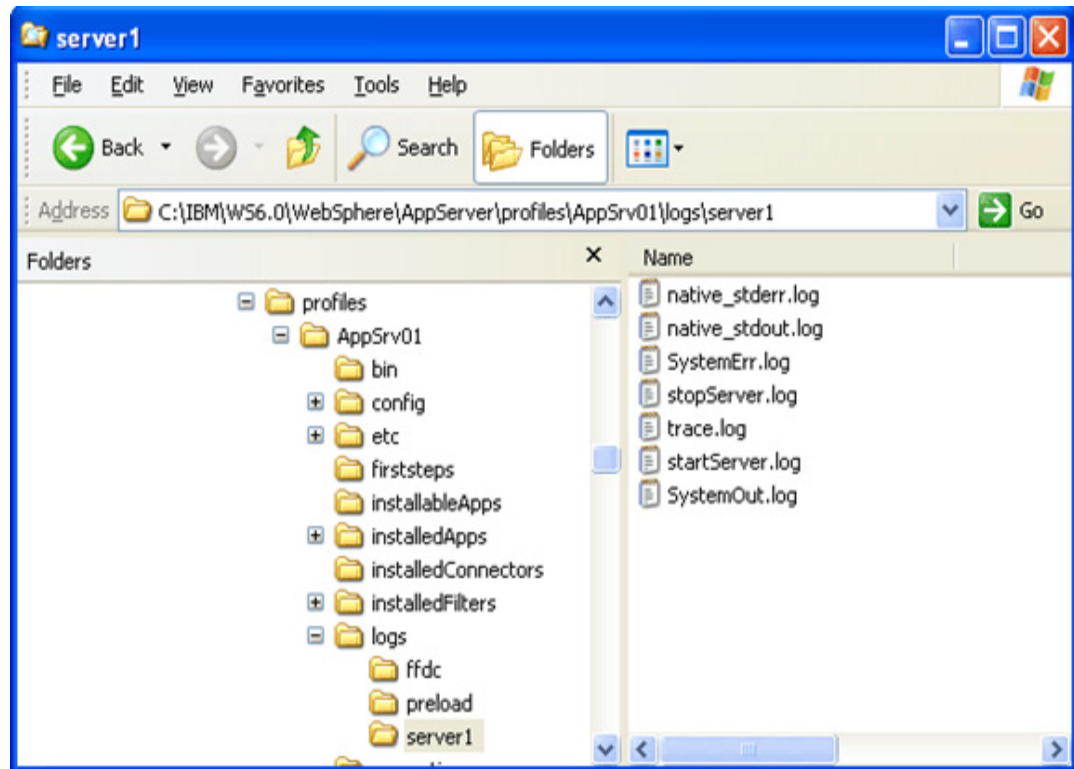 server1
File Edit View Favorites Tools Help
Back Search Folders
Address C:\IBM\WS6.0\WebSphere\AppServer\profiles\AppSrv01\logs\server1 Go
Folders
profiles
AppSrv01
bin
config
etc
firststeps
installableApps
installedApps
installedConnectors
installedFilters
logs
ffdc
preload
server1
Name
native_stderr.log
native_stdout.log
SystemErr.log
stopServer.log
trace.log
startServer.log
SystemOut.log